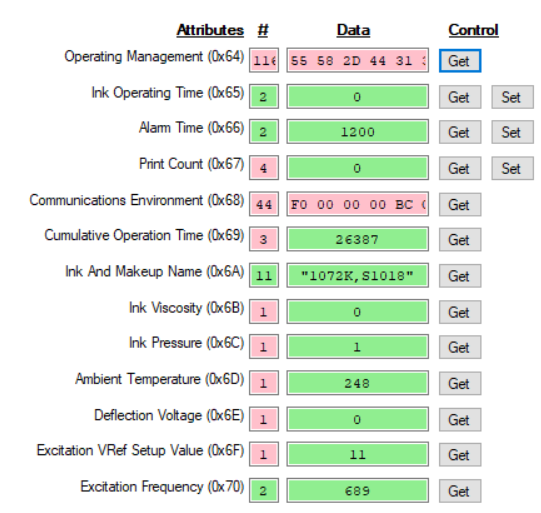 Attributes # Data Control
Operating Management (0x64) 116 55 58 2D 44 31 Get
Ink Operating Time (0x65) 2 0 Get Set
Alarm Time (0x66) 2 1200 Get Set
Print Count (0x67) 4 0 Get Set
Communications Environment (0x68) 44 F0 00 00 00 BC Get
Cumulative Operation Time (0x69) 3 26387 Get
Ink And Makeup Name (0x6A) 11 "1072K,S1018" Get
Ink Viscosity (0x6B) 1 0 Get
Ink Pressure (0x6C) 1 1 Get
Ambient Temperature (0x6D) 1 248 Get
Deflection Voltage (0x6E) 1 0 Get
Excitation VRef Setup Value (0x6F) 1 11 Get
Excitation Frequency (0x70) 2 689 Get